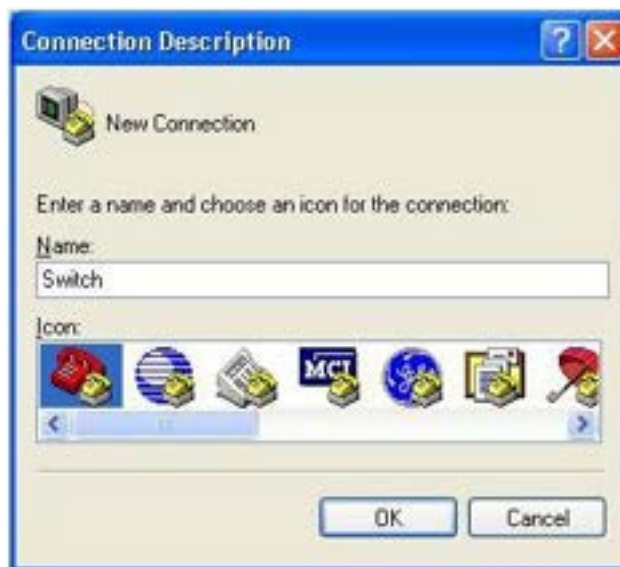 Connection Description
New Connection
Enter a name and choose an icon for the connection:
Name:
Switch
Icon:
MCI
OK
Cancel